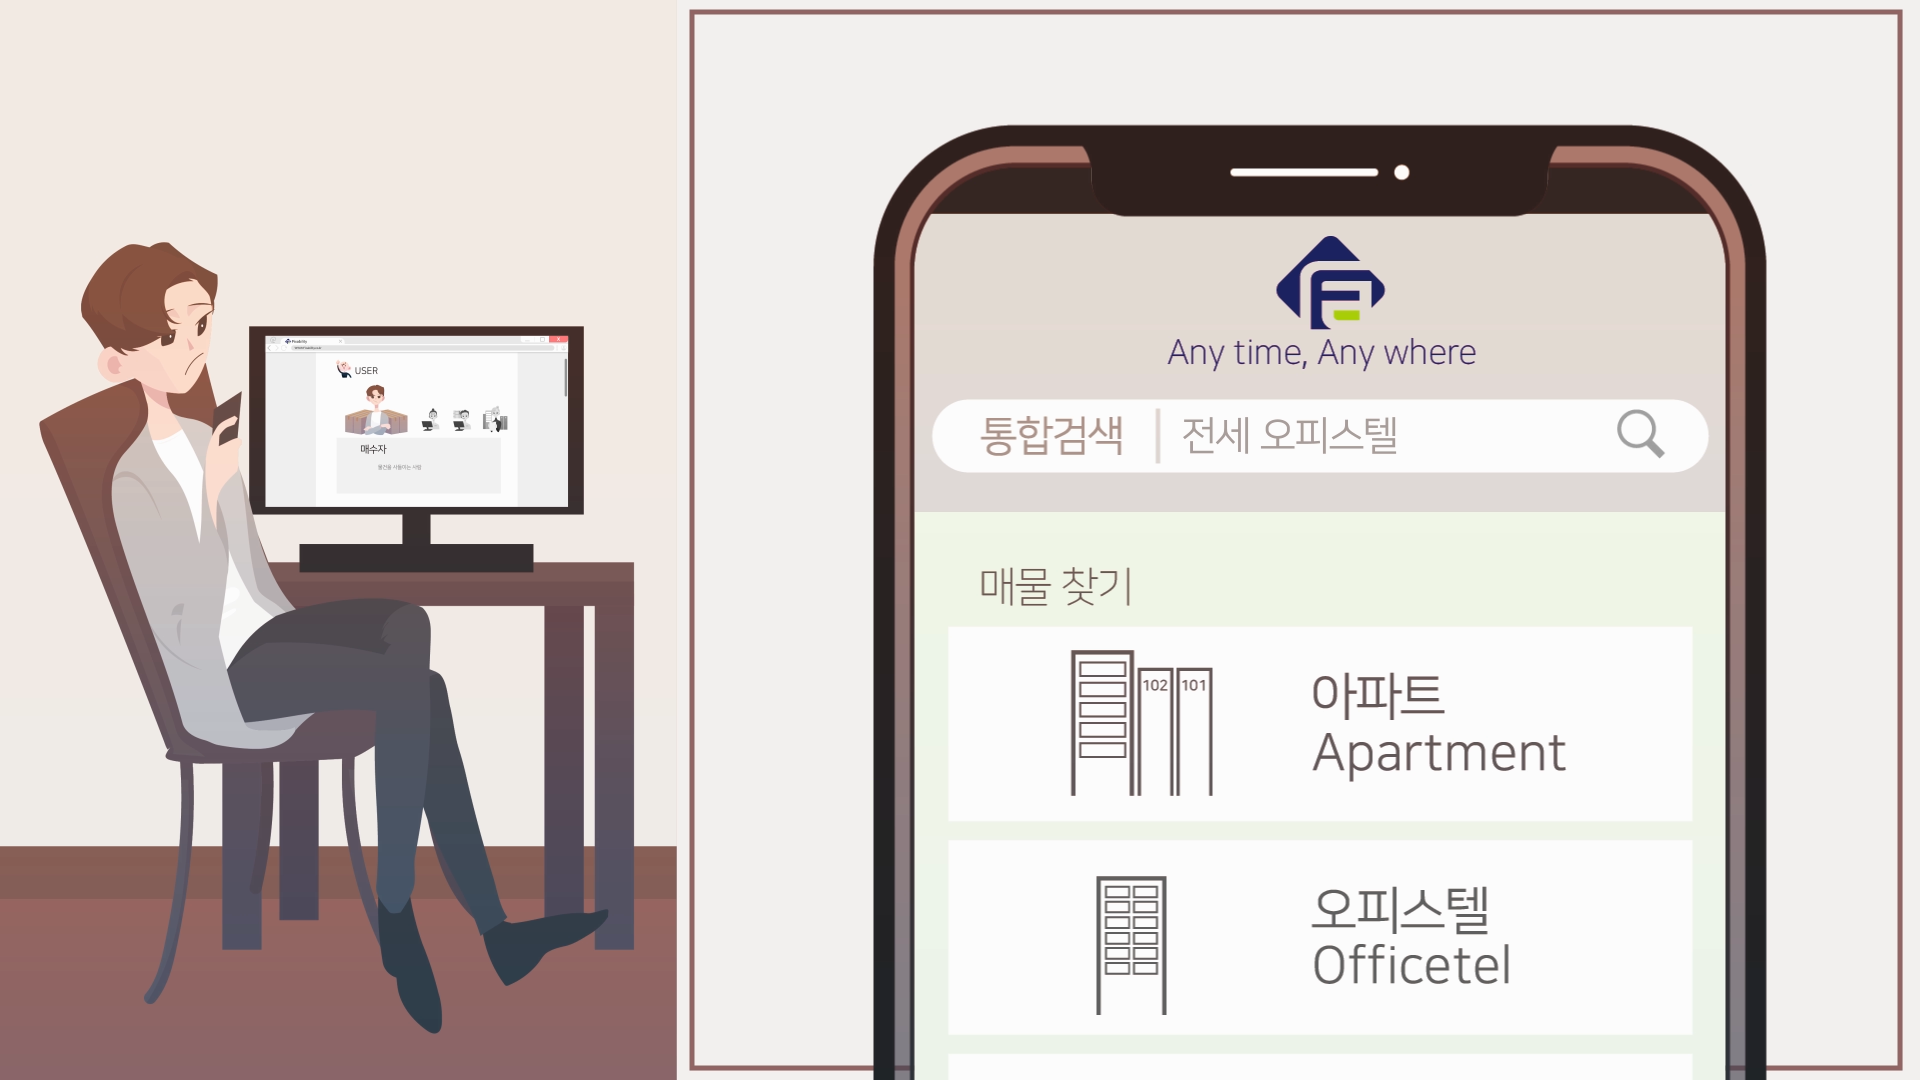 USER
매수자
Any time, Any where
통합검색 전세 오피스텔
매물 찾기
102 101
아파트
Apartment
오피스텔
Officetel